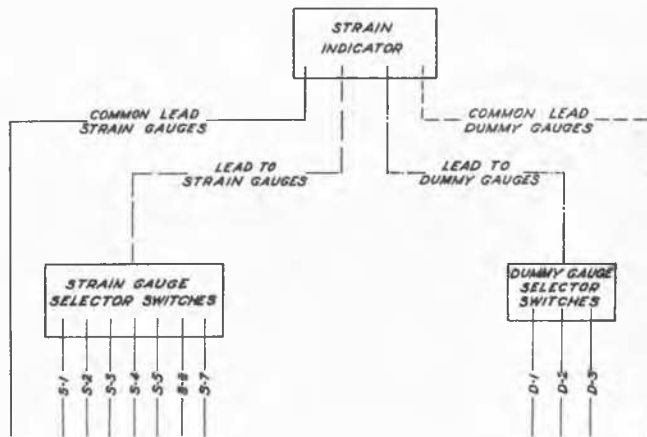 STRAIN
INDICATOR
COMMON LEAD
STRAIN GAUGES
COMMON LEAD
DUMMY GAUGES
LEAD TO
STRAIN GAUGES
LEAD TO
DUMMY GAUGES
STRAIN GAUGE
SELECTOR SWITCHES
DUMMY GAUGE
SELECTOR
SWITCHES
S-1
S-2
S-3
S-4
S-5
S-6
S-7
D-1
D-2
D-3